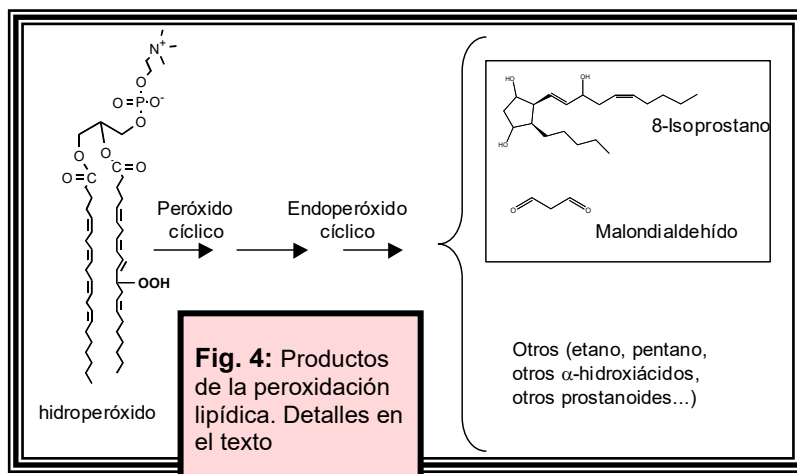 N+
O
O=P-O-
O
O
O
O=C
C=O
OOH
hidroperóxido
Peróxido
cíclico
Endoperóxido
cíclico
HO
OH
HO
8-Isoprostano
O
O
Malondialdehído
Otros (etano, pentano,
otros α-hidroxiácidos,
otros prostanoides...)
Fig. 4: Productos
de la peroxidación
lipídica. Detalles en
el texto